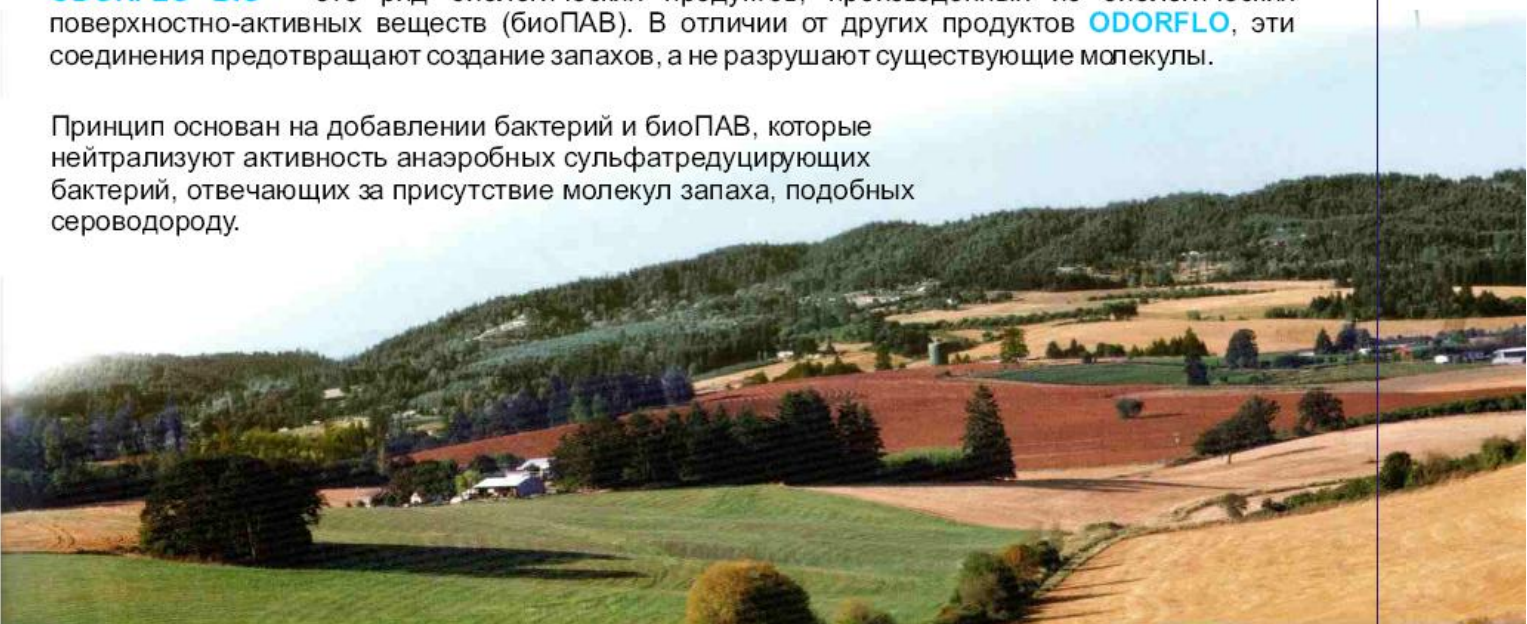 поверхностно-активных веществ (биоПАВ). В отличии от других продуктов ODORFLO, эти
соединения предотвращают создание запахов, а не разрушают существующие молекулы.
Принцип основан на добавлении бактерий и биоПАВ, которые
нейтрализуют активность анаэробных сульфатредуцирующих
бактерий, отвечающих за присутствие молекул запаха, подобных
сероводороду.